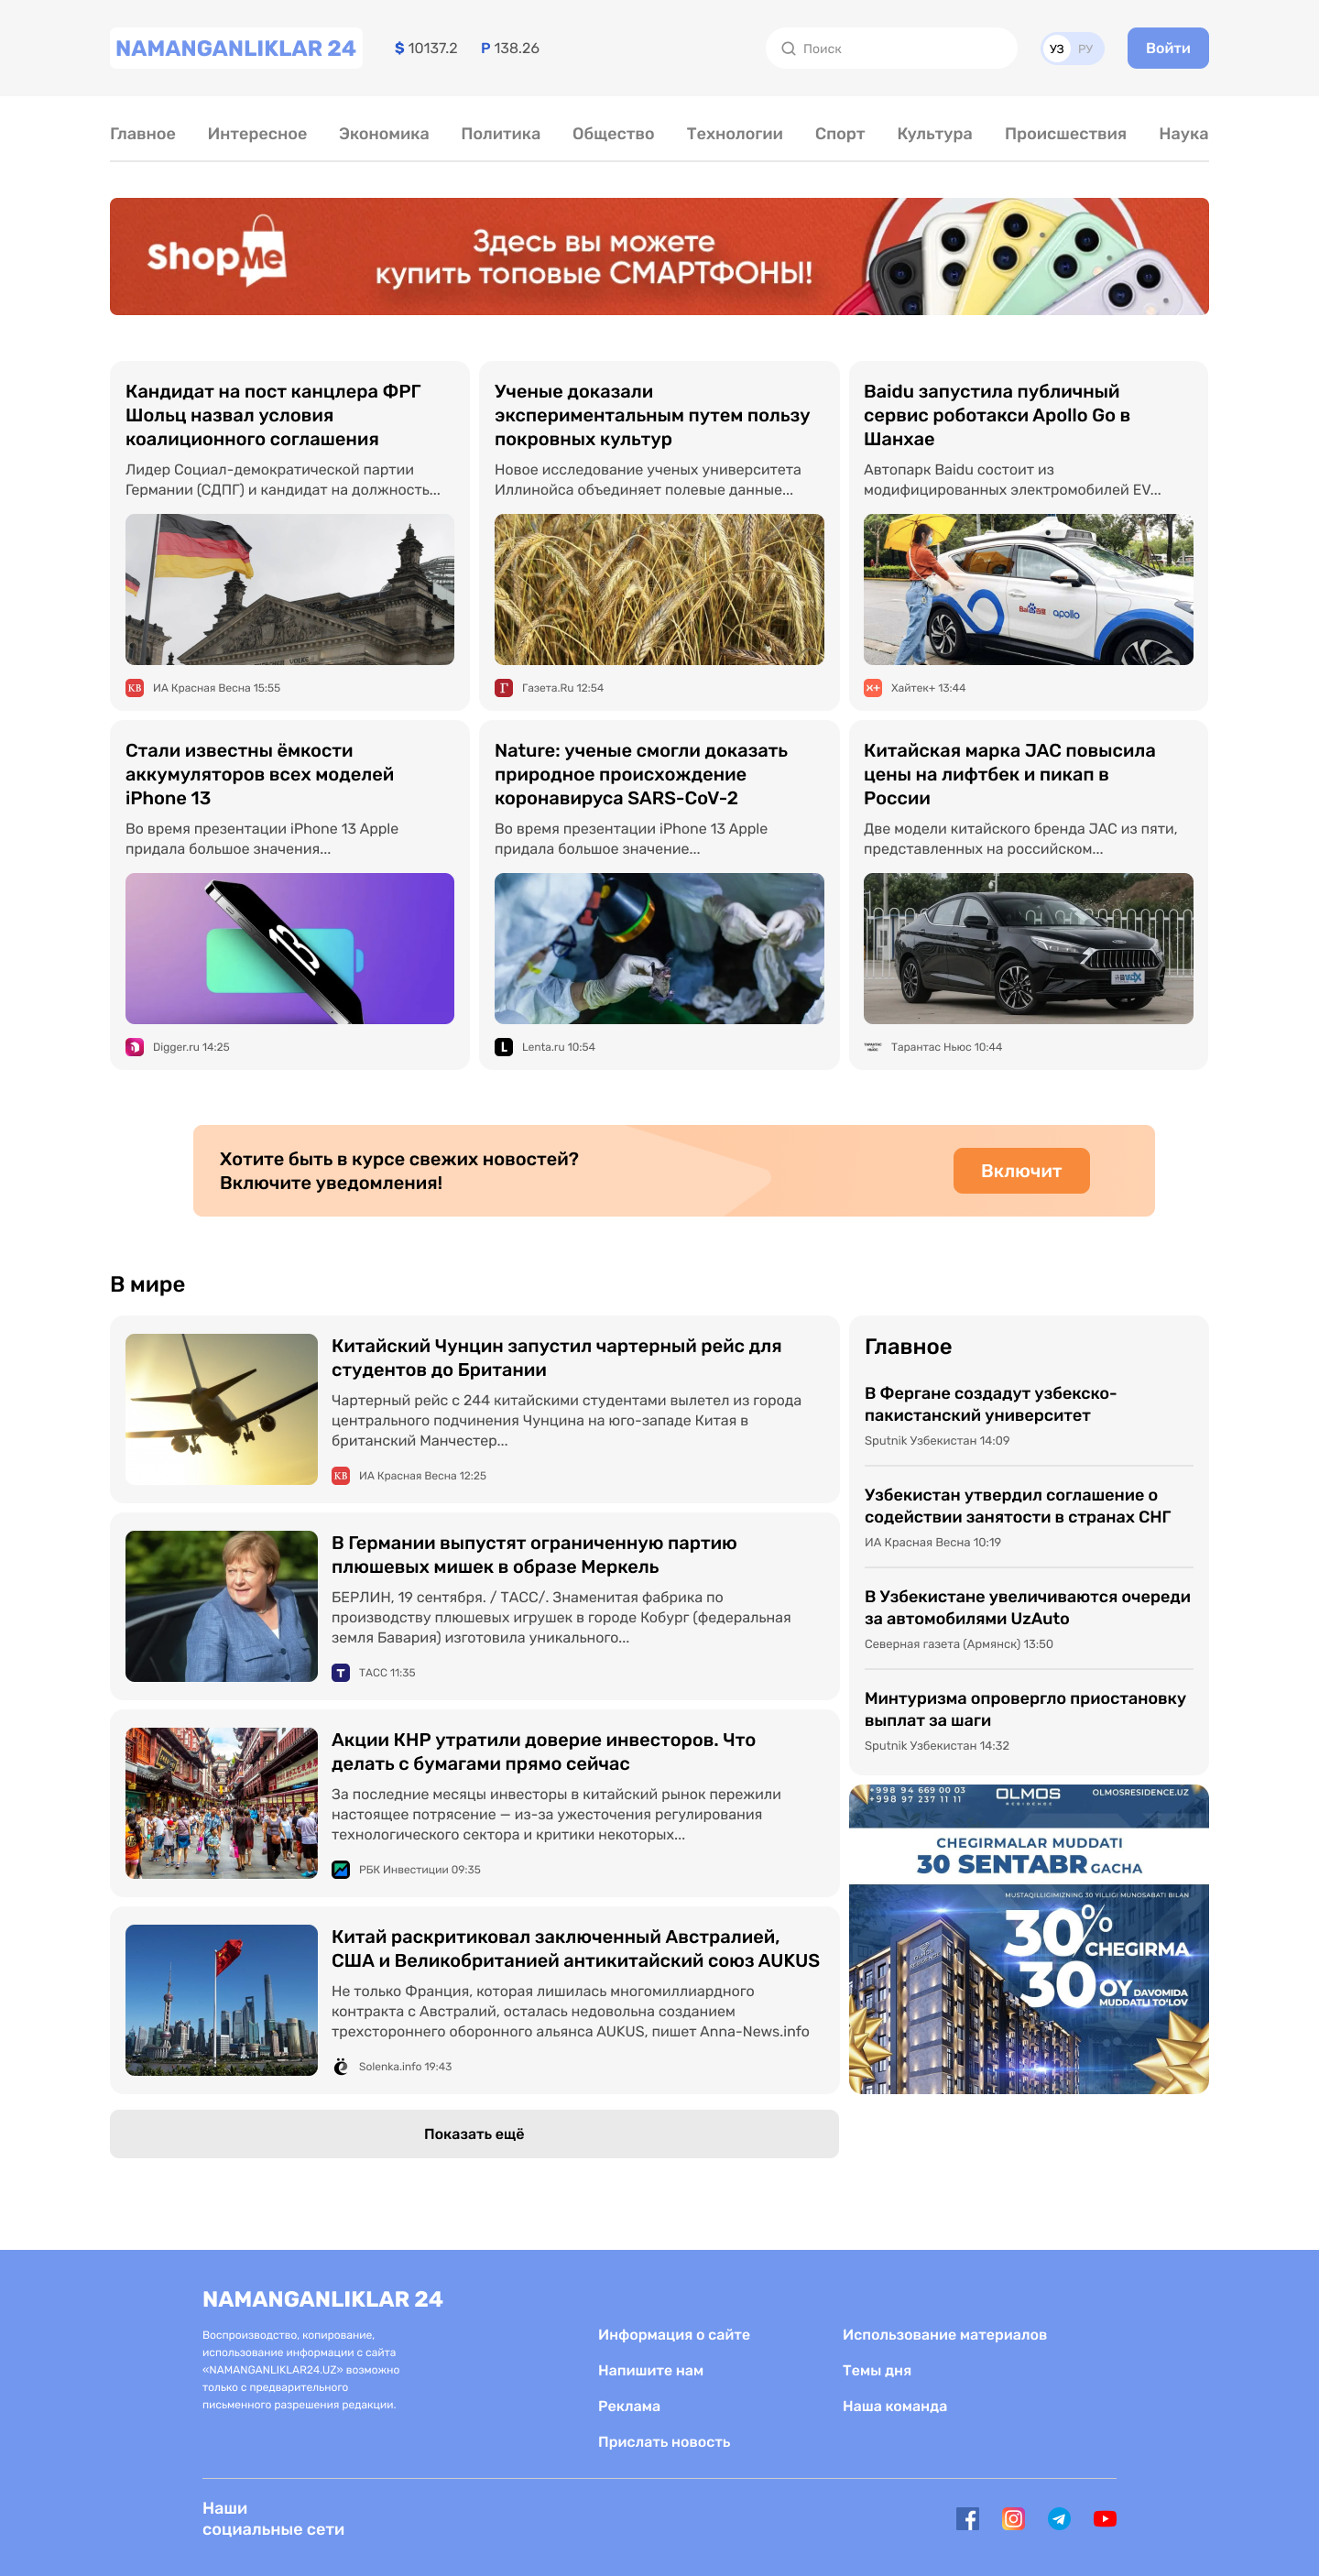 NAMANGANLIKLAR 24
$ 10137.2
Р 138.26
Поиск
УЗ РУ
Войти
Главное Интересное Экономика Политика Общество Технологии Спорт Культура Происшествия Наука
ShopMe
Здесь вы можете
купить топовые СМАРТФОНЫ!
Кандидат на пост канцлера ФРГ
Шольц назвал условия
коалиционного соглашения
Лидер Социал-демократической партии
Германии (СДПГ) и кандидат на должность...
КВ ИА Красная Весна 15:55
Ученые доказали
экспериментальным путем пользу
покровных культур
Новое исследование ученых университета
Иллинойса объединяет полевые данные...
Г Газета.Ru 12:54
Baidu запустила публичный
сервис роботакси Apollo Go в
Шанхае
Автопарк Baidu состоит из
модифицированных электромобилей EV...
apollo
Х+ Хайтек+ 13:44
Стали известны ёмкости
аккумуляторов всех моделей
iPhone 13
Во время презентации iPhone 13 Apple
придала большое значения...
13
Digger.ru 14:25
Nature: ученые смогли доказать
природное происхождение
коронавируса SARS-CoV-2
Во время презентации iPhone 13 Apple
придала большое значение...
L Lenta.ru 10:54
Китайская марка JAC повысила
цены на лифтбек и пикап в
России
Две модели китайского бренда JAC из пяти,
представленных на российском...
Тарантас Ньюс 10:44
Хотите быть в курсе свежих новостей?
Включите уведомления!
Включит
В мире
Китайский Чунцин запустил чартерный рейс для
студентов до Британии
Чартерный рейс с 244 китайскими студентами вылетел из города
центрального подчинения Чунцина на юго-западе Китая в
британский Манчестер...
КВ ИА Красная Весна 12:25
В Германии выпустят ограниченную партию
плюшевых мишек в образе Меркель
БЕРЛИН, 19 сентября. / ТАСС/. Знаменитая фабрика по
производству плюшевых игрушек в городе Кобург (федеральная
земля Бавария) изготовила уникального...
Т ТАСС 11:35
Акции КНР утратили доверие инвесторов. Что
делать с бумагами прямо сейчас
За последние месяцы инвесторы в китайский рынок пережили
настоящее потрясение — из-за ужесточения регулирования
технологического сектора и критики некоторых...
РБК Инвестиции 09:35
Китай раскритиковал заключенный Австралией,
США и Великобританией антикитайский союз AUKUS
Не только Франция, которая лишилась многомиллиардного
контракта с Австралий, осталась недовольна созданием
трехстороннего оборонного альянса AUKUS, пишет Anna-News.info
Solenka.info 19:43
Показать ещё
Главное
В Фергане создадут узбекско-
пакистанский университет
Sputnik Узбекистан 14:09
Узбекистан утвердил соглашение о
содействии занятости в странах СНГ
ИА Красная Весна 10:19
В Узбекистане увеличиваются очереди
за автомобилями UzAuto
Северная газета (Армянск) 13:50
Минтуризма опровергло приостановку
выплат за шаги
Sputnik Узбекистан 14:32
+998 94 669 00 03
+998 97 237 11 11
OLMOS
RESIDENCE
OLMOSRESIDENCE.UZ
CHEGIRMALAR MUDDATI
30 SENTABR GACHA
MUSTAQILLIGIMIZNING 30 YILLIGI MUNOSABATI BILAN
30% CHEGIRMA
30 OY DAVOMIDA
MUDDATLI TO'LOV
NAMANGANLIKLAR 24
Воспроизводство, копирование,
использование информации с сайта
«NAMANGANLIKLAR24.UZ» возможно
только с предварительного
письменного разрешения редакции.
Информация о сайте
Напишите нам
Реклама
Прислать новость
Использование материалов
Темы дня
Наша команда
Наши
социальные сети